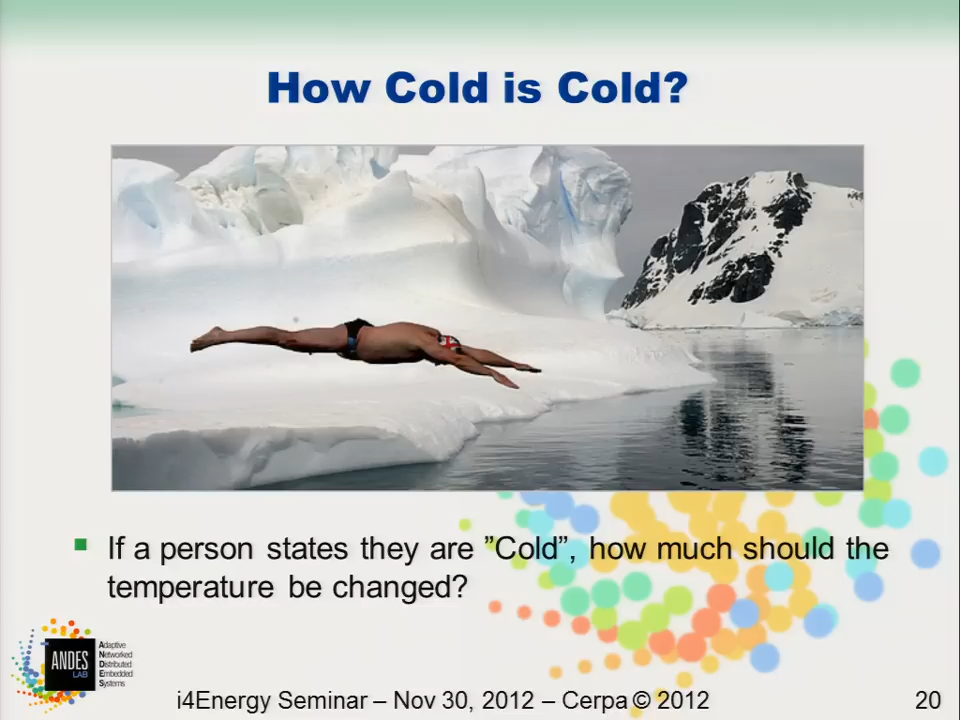 How Cold is Cold?
If a person states they are ”Cold”, how much should the
temperature be changed?
ANDES
LAB
Adaptive
Networked
Distributed
Embedded
Systems
i4Energy Seminar – Nov 30, 2012 – Cerpa © 2012
20